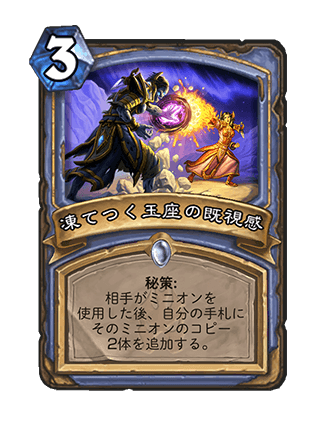 3
凍てつく玉座の既視感
秘策:
相手がミニオンを
使用した後、自分の手札に
そのミニオンのコピー
2体を追加する。